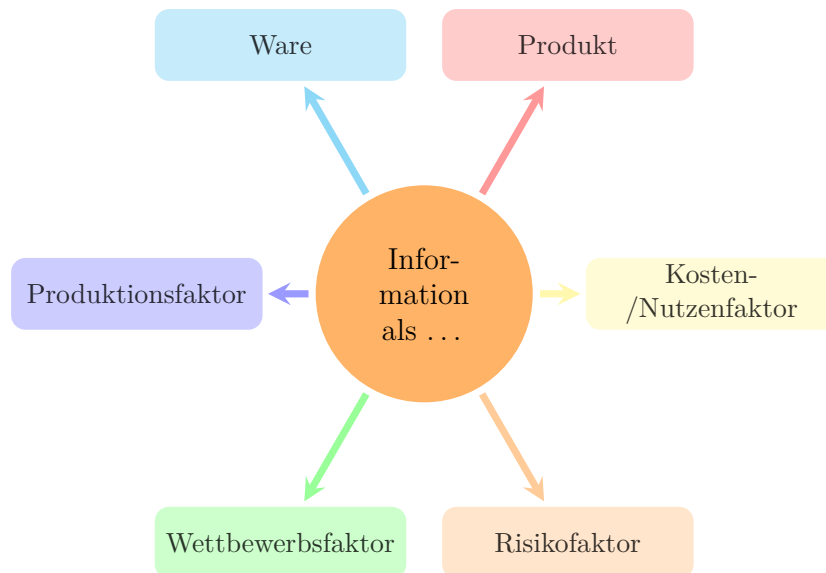 Ware
Produkt
Infor-
mation
als ...
Produktionsfaktor
Kosten-
/Nutzenfaktor
Wettbewerbsfaktor
Risikofaktor